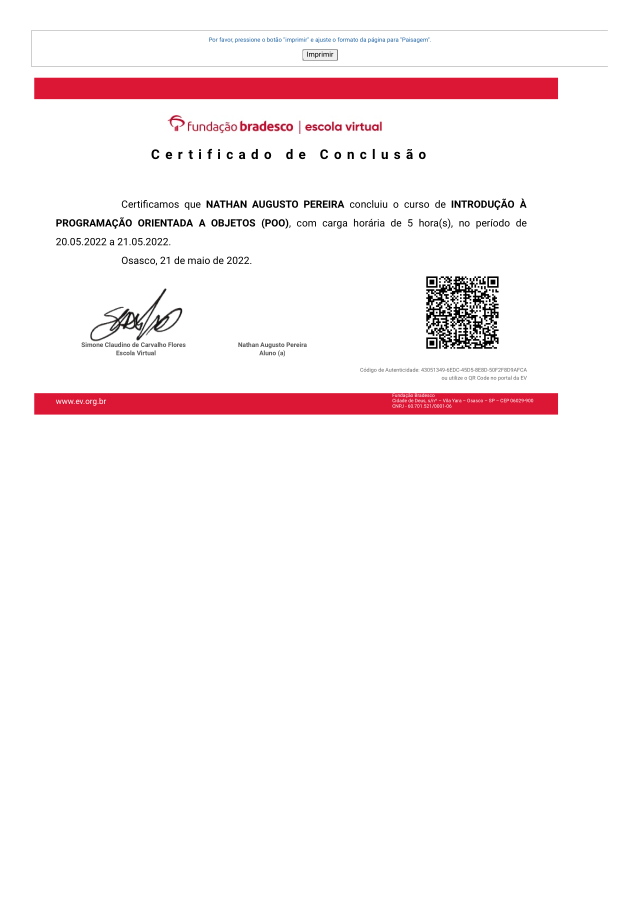 Por favor, pressione o botão "imprimir" e ajuste o formato da página para "Paisagem".
Imprimir
fundação bradesco | escola virtual
Certificado de Conclusão
Certificamos que NATHAN AUGUSTO PEREIRA concluiu o curso de INTRODUÇÃO À
PROGRAMAÇÃO ORIENTADA A OBJETOS (POO), com carga horária de 5 hora(s), no período de
20.05.2022 a 21.05.2022.
Osasco, 21 de maio de 2022.
Simone Claudino de Carvalho Flores
Escola Virtual
Nathan Augusto Pereira
Aluno (a)
Código de Autenticidade:
ou utilize o QR Code no portal da EV
www.ev.org.br
Fundação Bradesco
Cidade de Deus, s/nº – Vila Yara – Osasco – SP – CEP 06029-900
CNPJ - 60.701.521/0001-06